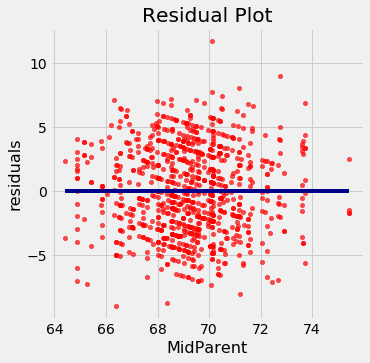 Residual Plot
10
5
0
−5
residuals
64 66 68 70 72 74
MidParent